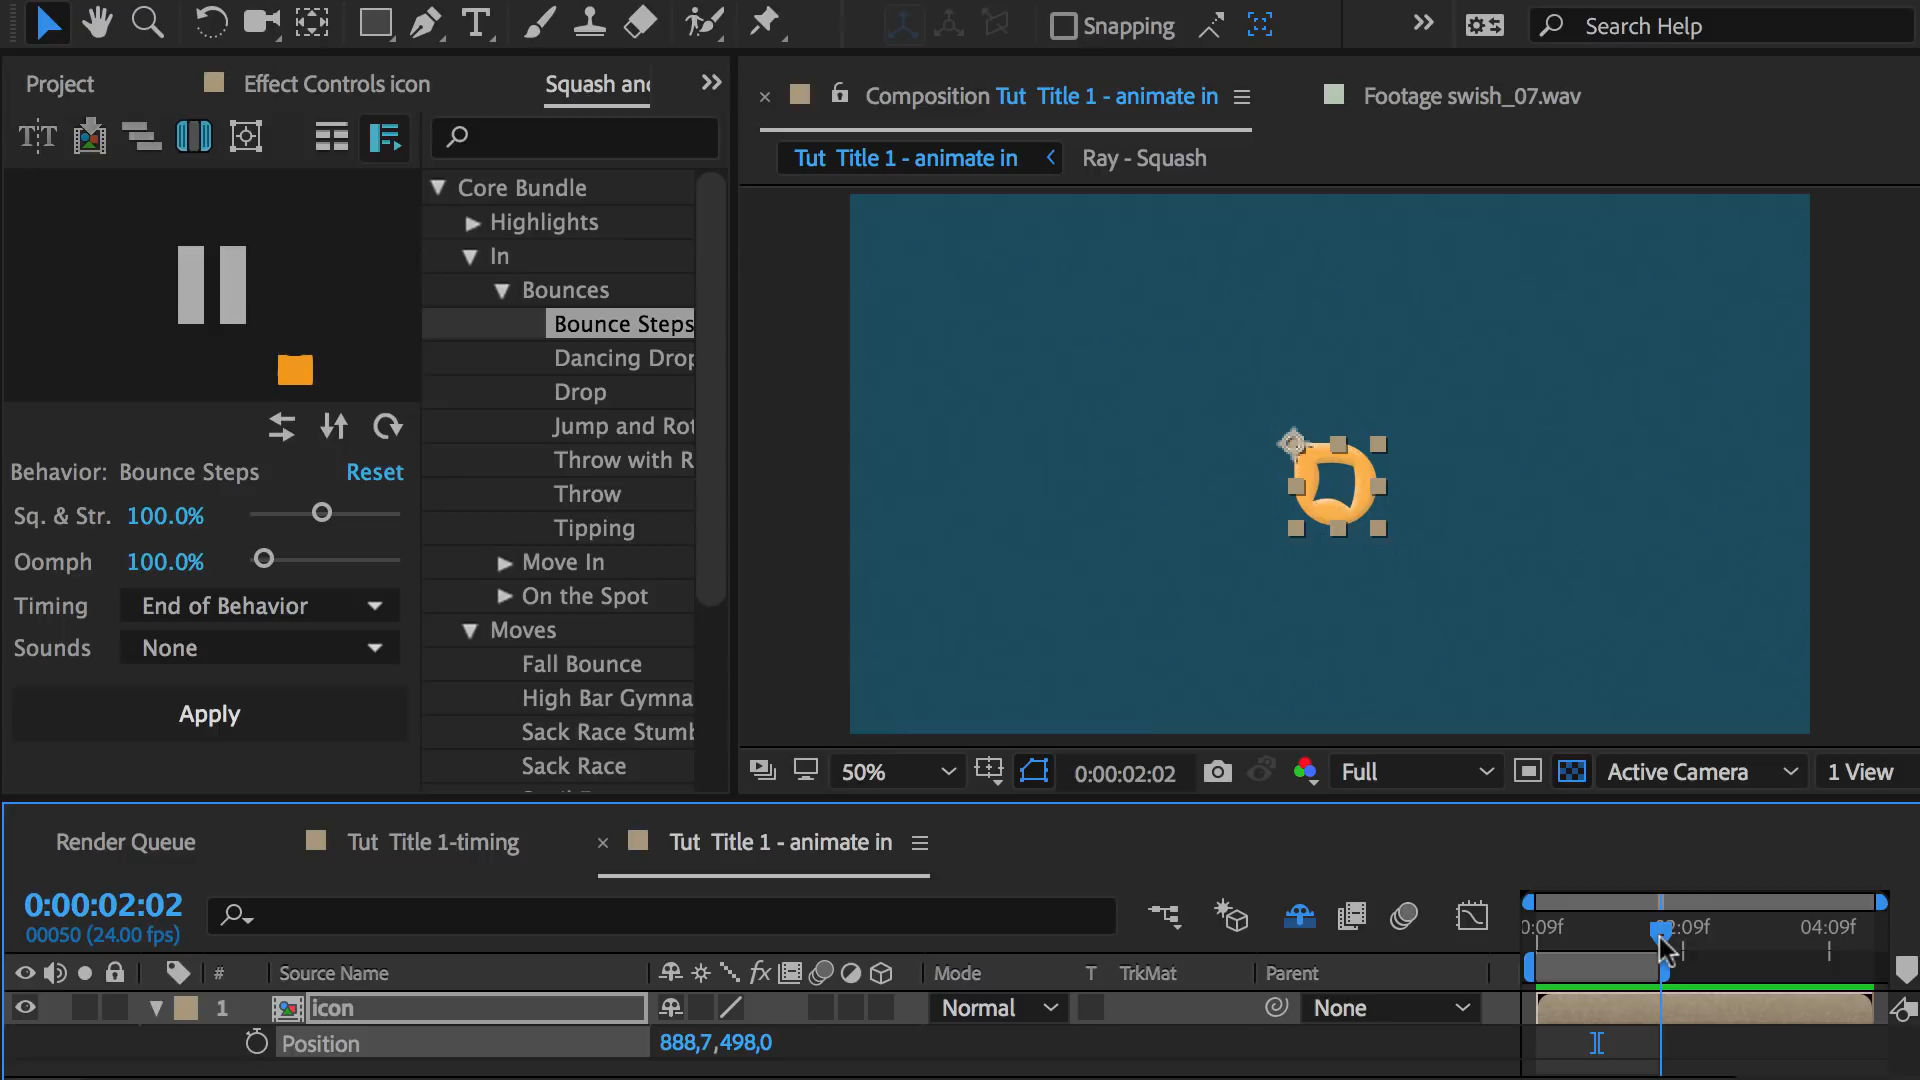 Snapping
Search Help
Project
Effect Controls icon
Squash an
Composition Tut Title 1 - animate in
Footage swish_07.wav
Tut Title 1 - animate in
Ray - Squash
Core Bundle
Highlights
In
Bounces
Bounce Steps
Dancing Drop
Drop
Jump and Rot
Throw with R
Throw
Tipping
Move In
On the Spot
Moves
Fall Bounce
High Bar Gymna
Sack Race Stumb
Sack Race
Behavior: Bounce Steps
Reset
Sq. & Str. 100.0%
Oomph 100.0%
Timing End of Behavior
Sounds None
Apply
50%
0:00:02:02
Full
Active Camera
1 View
Render Queue
Tut Title 1-timing
Tut Title 1 - animate in
0:00:02:02
00050 (24.00 fps)
0:09f
2:09f
04:09f
# Source Name
fx
Mode
T TrkMat
Parent
1 icon
Normal
None
Position
888,7,498,0